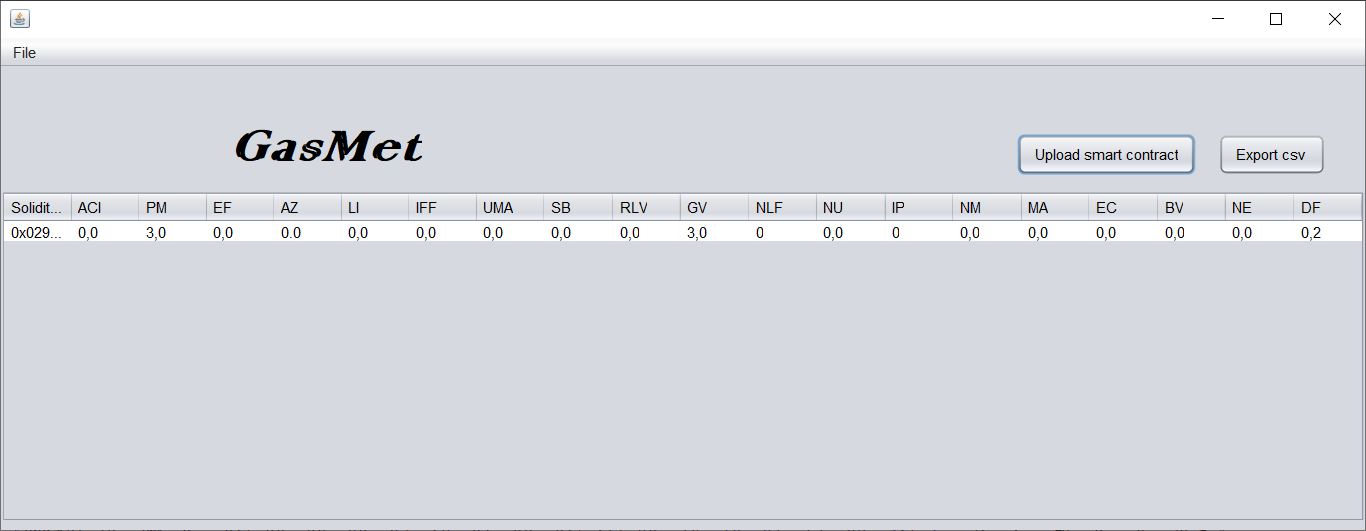 File
GasMet
Upload smart contract Export csv
Solidit... ACI PM EF AZ LI IFF UMA SB RLV GV NLF NU IP NM MA EC BV NE DF
0x029... 0,0 3,0 0,0 0.0 0,0 0,0 0,0 0,0 0,0 3,0 0 0,0 0 0,0 0,0 0,0 0,0 0,0 0,2